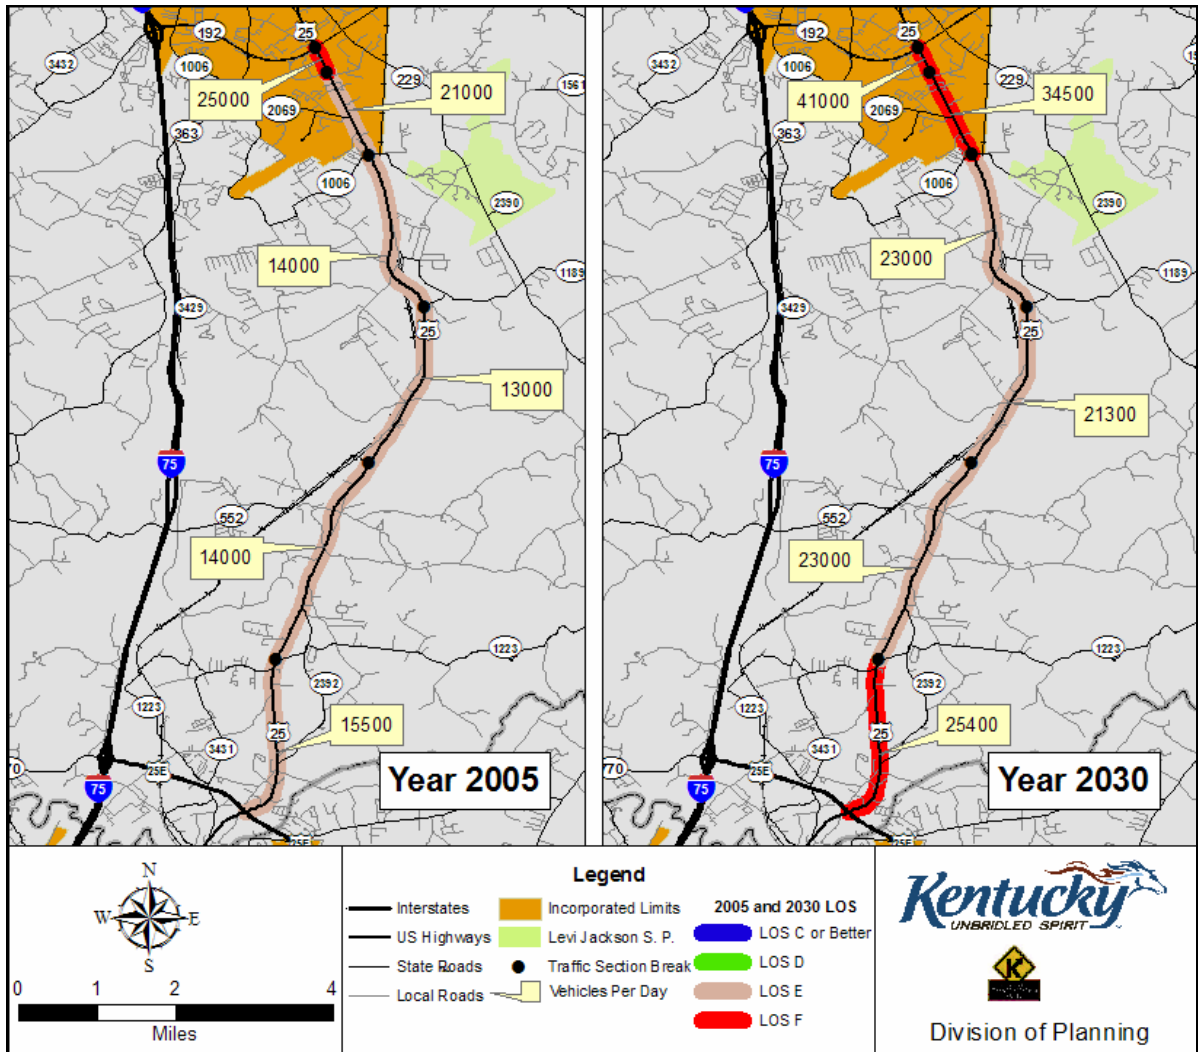 192
25
3432
1006
229
1561
25000
21000
2069
363
1006
2390
14000
1189
3429
25
13000
75
552
14000
1223
2392
1223
15500
25
3431
70
25E
75
Year 2005
25E
192
25
3432
1006
229
41000
34500
2069
363
1006
2390
23000
1189
3429
25
21300
75
552
23000
1223
2392
1223
25400
25
3431
770
25E
75
Year 2030
25E
N
W E
S
0 1 2 4
Miles
Legend
Interstates
US Highways
State Roads
Local Roads
Incorporated Limits
Levi Jackson S. P.
Traffic Section Break
Vehicles Per Day
2005 and 2030 LOS
LOS C or Better
LOS D
LOS E
LOS F
Kentucky
UNBRIDLED SPIRIT
K
Division of Planning